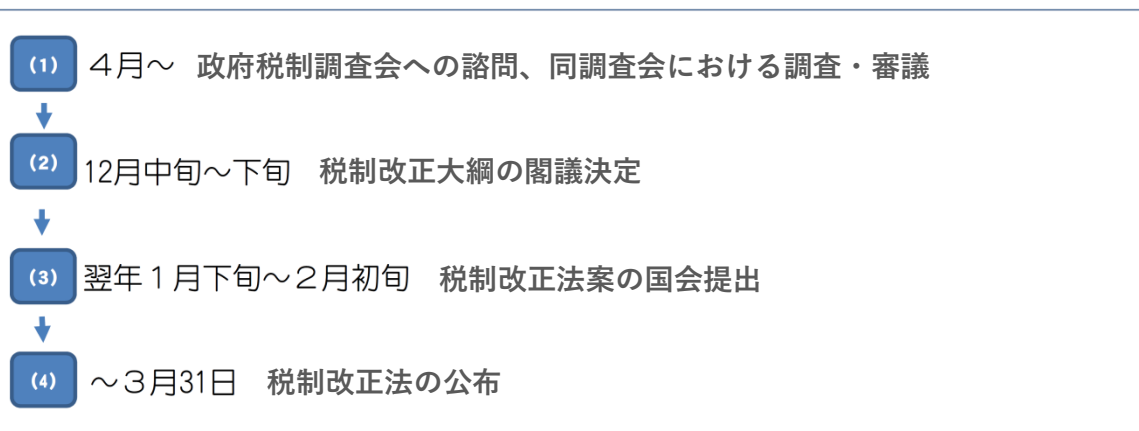 (1) 4月～ 政府税制調査会への諮問、同調査会における調査・審議
(2) 12月中旬～下旬 税制改正大綱の閣議決定
(3) 翌年１月下旬～２月初旬 税制改正法案の国会提出
(4) ～３月31日 税制改正法の公布